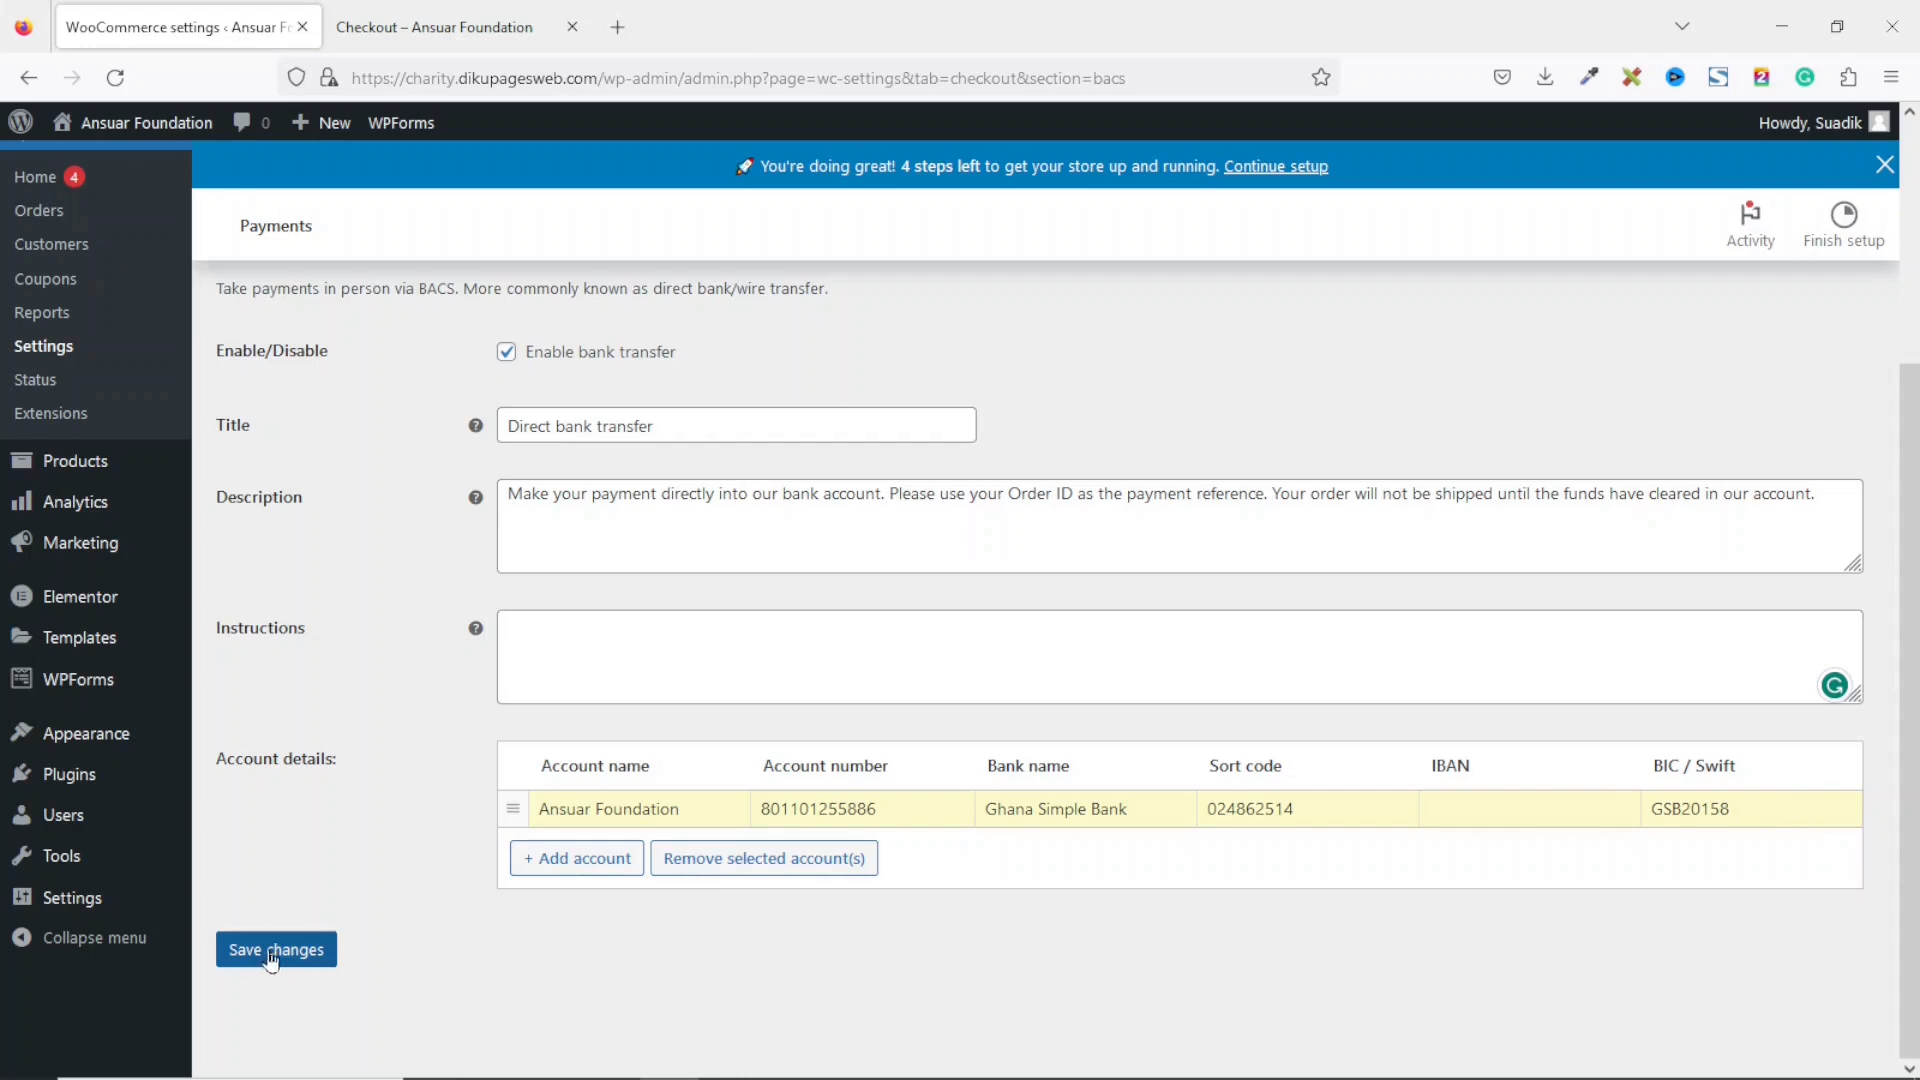 WooCommerce settings ‹ Ansuar Fo
Checkout – Ansuar Foundation
https://charity.dikupagesweb.com/wp-admin/admin.php?page=wc-settings&tab=checkout&section=bacs
Ansuar Foundation
0
New
WPForms
Howdy, Suadik
🚀 You're doing great! 4 steps left to get your store up and running. Continue setup
Home 4
Orders
Customers
Coupons
Reports
Settings
Status
Extensions
Products
Analytics
Marketing
Elementor
Templates
WPForms
Appearance
Plugins
Users
Tools
Settings
Collapse menu
Payments
Activity
Finish setup
Take payments in person via BACS. More commonly known as direct bank/wire transfer.
Enable/Disable
Enable bank transfer
Title
Direct bank transfer
Description
Make your payment directly into our bank account. Please use your Order ID as the payment reference. Your order will not be shipped until the funds have cleared in our account.
Instructions
Account details:
Account name Account number Bank name Sort code IBAN BIC / Swift
Ansuar Foundation 801101255886 Ghana Simple Bank 024862514 GSB20158
+ Add account
Remove selected account(s)
Save changes